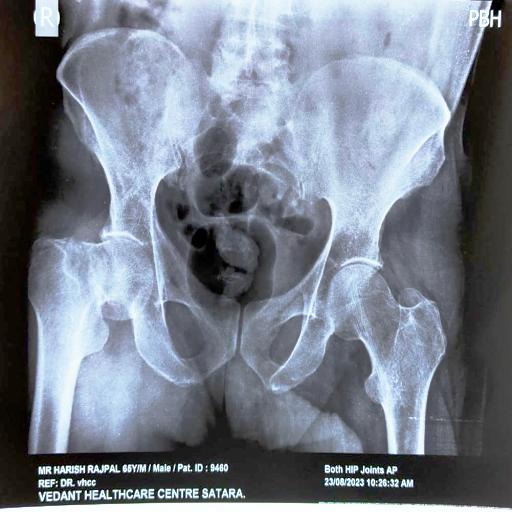 R
PBH
MR HARISH RAJPAL 65Y/M / Male / Pat. ID : 9460
REF: DR. vhcc
VEDANT HEALTHCARE CENTRE SATARA.
Both HIP Joints AP
23/08/2023 10:26:32 AM